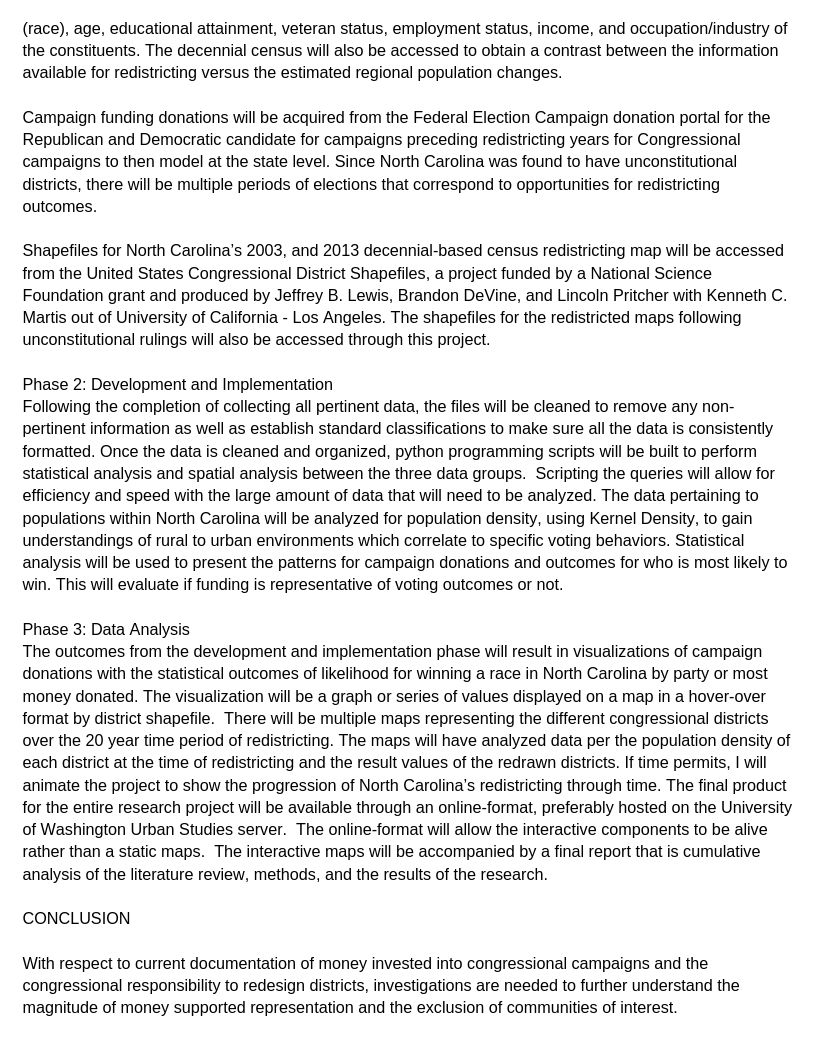 (race), age, educational attainment, veteran status, employment status, income, and occupation/industry of
the constituents. The decennial census will also be accessed to obtain a contrast between the information
available for redistricting versus the estimated regional population changes.
Campaign funding donations will be acquired from the Federal Election Campaign donation portal for the
Republican and Democratic candidate for campaigns preceding redistricting years for Congressional
campaigns to then model at the state level. Since North Carolina was found to have unconstitutional
districts, there will be multiple periods of elections that correspond to opportunities for redistricting
outcomes.
Shapefiles for North Carolina’s 2003, and 2013 decennial-based census redistricting map will be accessed
from the United States Congressional District Shapefiles, a project funded by a National Science
Foundation grant and produced by Jeffrey B. Lewis, Brandon DeVine, and Lincoln Pritcher with Kenneth C.
Martis out of University of California - Los Angeles. The shapefiles for the redistricted maps following
unconstitutional rulings will also be accessed through this project.
Phase 2: Development and Implementation
Following the completion of collecting all pertinent data, the files will be cleaned to remove any non-
pertinent information as well as establish standard classifications to make sure all the data is consistently
formatted. Once the data is cleaned and organized, python programming scripts will be built to perform
statistical analysis and spatial analysis between the three data groups.  Scripting the queries will allow for
efficiency and speed with the large amount of data that will need to be analyzed. The data pertaining to
populations within North Carolina will be analyzed for population density, using Kernel Density, to gain
understandings of rural to urban environments which correlate to specific voting behaviors. Statistical
analysis will be used to present the patterns for campaign donations and outcomes for who is most likely to
win. This will evaluate if funding is representative of voting outcomes or not.
Phase 3: Data Analysis
The outcomes from the development and implementation phase will result in visualizations of campaign
donations with the statistical outcomes of likelihood for winning a race in North Carolina by party or most
money donated. The visualization will be a graph or series of values displayed on a map in a hover-over
format by district shapefile.  There will be multiple maps representing the different congressional districts
over the 20 year time period of redistricting. The maps will have analyzed data per the population density of
each district at the time of redistricting and the result values of the redrawn districts. If time permits, I will
animate the project to show the progression of North Carolina’s redistricting through time. The final product
for the entire research project will be available through an online-format, preferably hosted on the University
of Washington Urban Studies server.  The online-format will allow the interactive components to be alive
rather than a static maps.  The interactive maps will be accompanied by a final report that is cumulative
analysis of the literature review, methods, and the results of the research.
CONCLUSION
With respect to current documentation of money invested into congressional campaigns and the
congressional responsibility to redesign districts, investigations are needed to further understand the
magnitude of money supported representation and the exclusion of communities of interest.